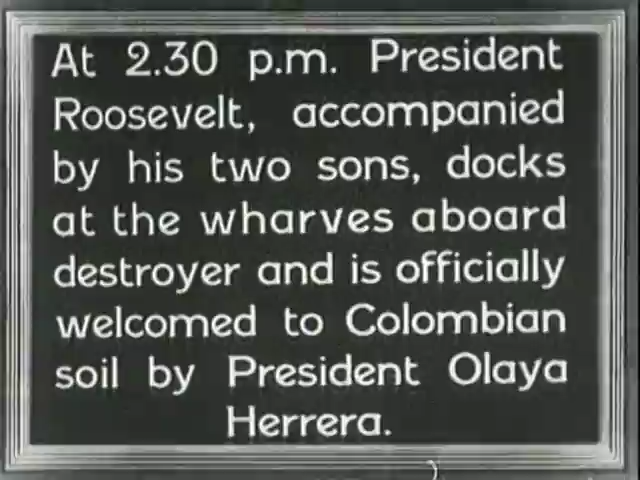 At 2.30 p.m. President
Roosevelt, accompanied
by his two sons, docks
at the wharves aboard
destroyer and is officially
welcomed to Colombian
soil by President Olaya
Herrera.